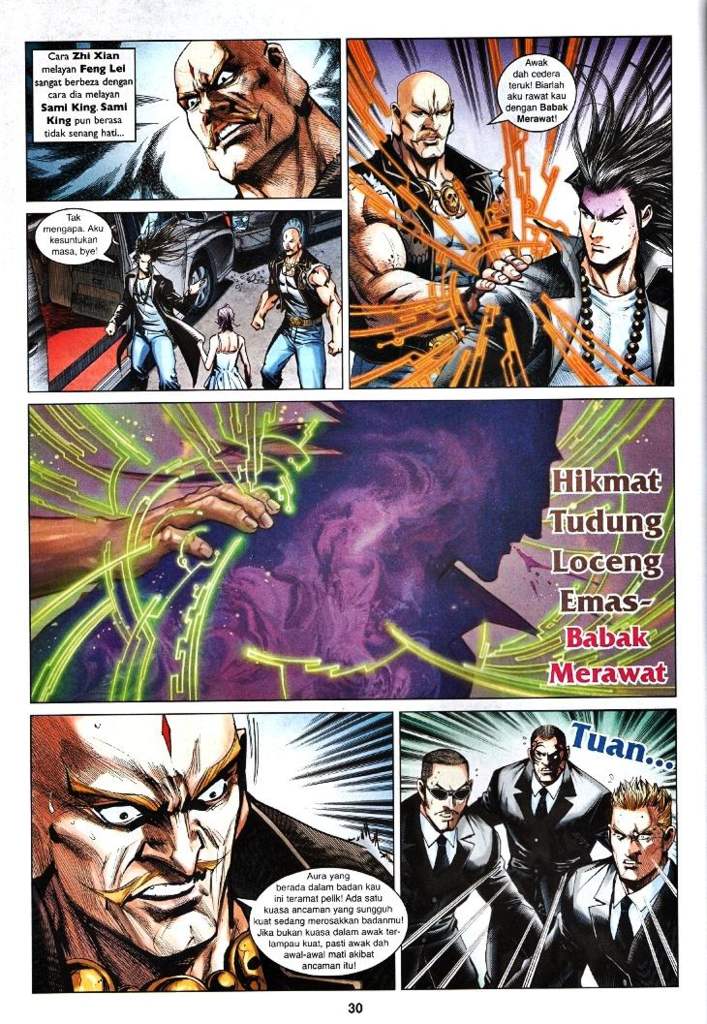 Cara Zhi Xian
melayan Feng Lei
sangat berbeza dengan
cara dia melayan
Sami King. Sami
King pun berasa
tidak senang hati...
Awak
dah cedera
teruk! Biarlah
aku rawat kau
dengan Babak
Merawat!
Tak
mengapa. Aku
kesuntukan
masa, bye!
Hikmat
Tudung
Loceng
Emas-
Babak
Merawat
Aura yang
berada dalam badan kau
ini teramat pelik! Ada satu
kuasa ancaman yang sungguh
kuat sedang merosakkan badanmu!
Jika bukan kuasa dalam awak ter-
lampau kuat, pasti awak dah
awal-awal mati akibat
ancaman itu!
Tuan...
30